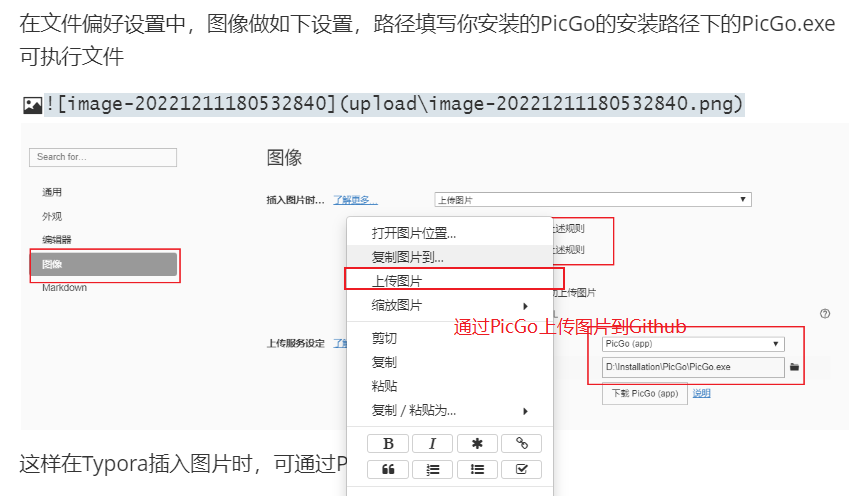 在文件偏好设置中，图像做如下设置，路径填写你安装的PicGo的安装路径下的PicGo.exe
可执行文件
![image-20221211180532840](upload\image-20221211180532840.png)
Search for...
图像
通用
插入图片时... 了解更多... 上传图片
外观
打开图片位置...
上述规则
编辑器
复制图片到...
上述规则
图像
上传图片
上传图片
Markdown
缩放图片
通过PicGo上传图片到Github
剪切
上传服务设定
PicGo (app)
复制
D:\Installation\PicGo\PicGo.exe
粘贴
下载 PicGo (app) 说明
复制 / 粘贴为...
B I
这样在Typora插入图片时，可通过P